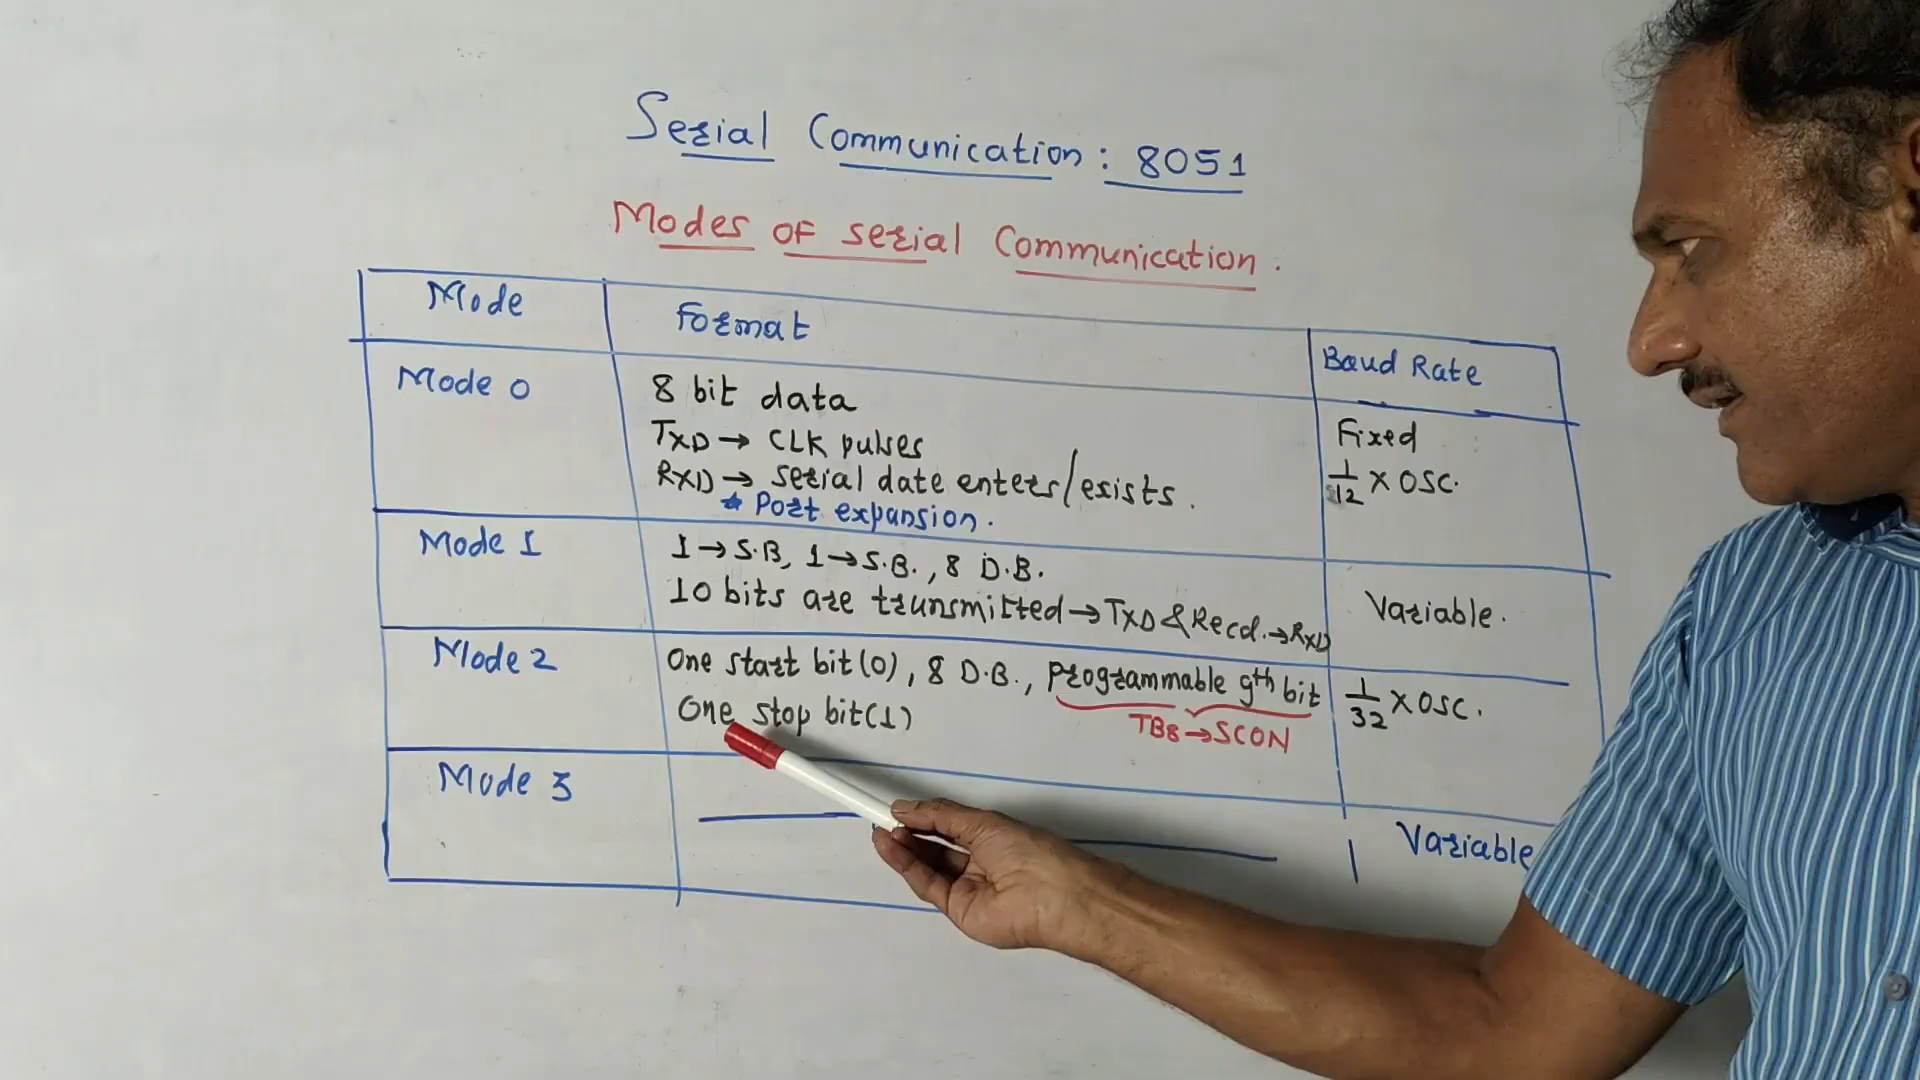 Serial Communication: 8051
Modes of serial Communication.
Mode Format Baud Rate
Mode 0
8 bit data
TXD → CLK pulses
RXD → serial date enters/exists.
* Port expansion.
Fixed
1/12 X OSC.
Mode 1
1 → S.B, 1 → S.B., 8 D.B.
10 bits are transmitted → TXD & Recd. → RXD
Variable.
Mode 2
One start bit(0), 8 D.B., programmable 9th bit
One stop bit(1)
TB8 → SCON
1/32 X OSC.
Mode 3
Variable